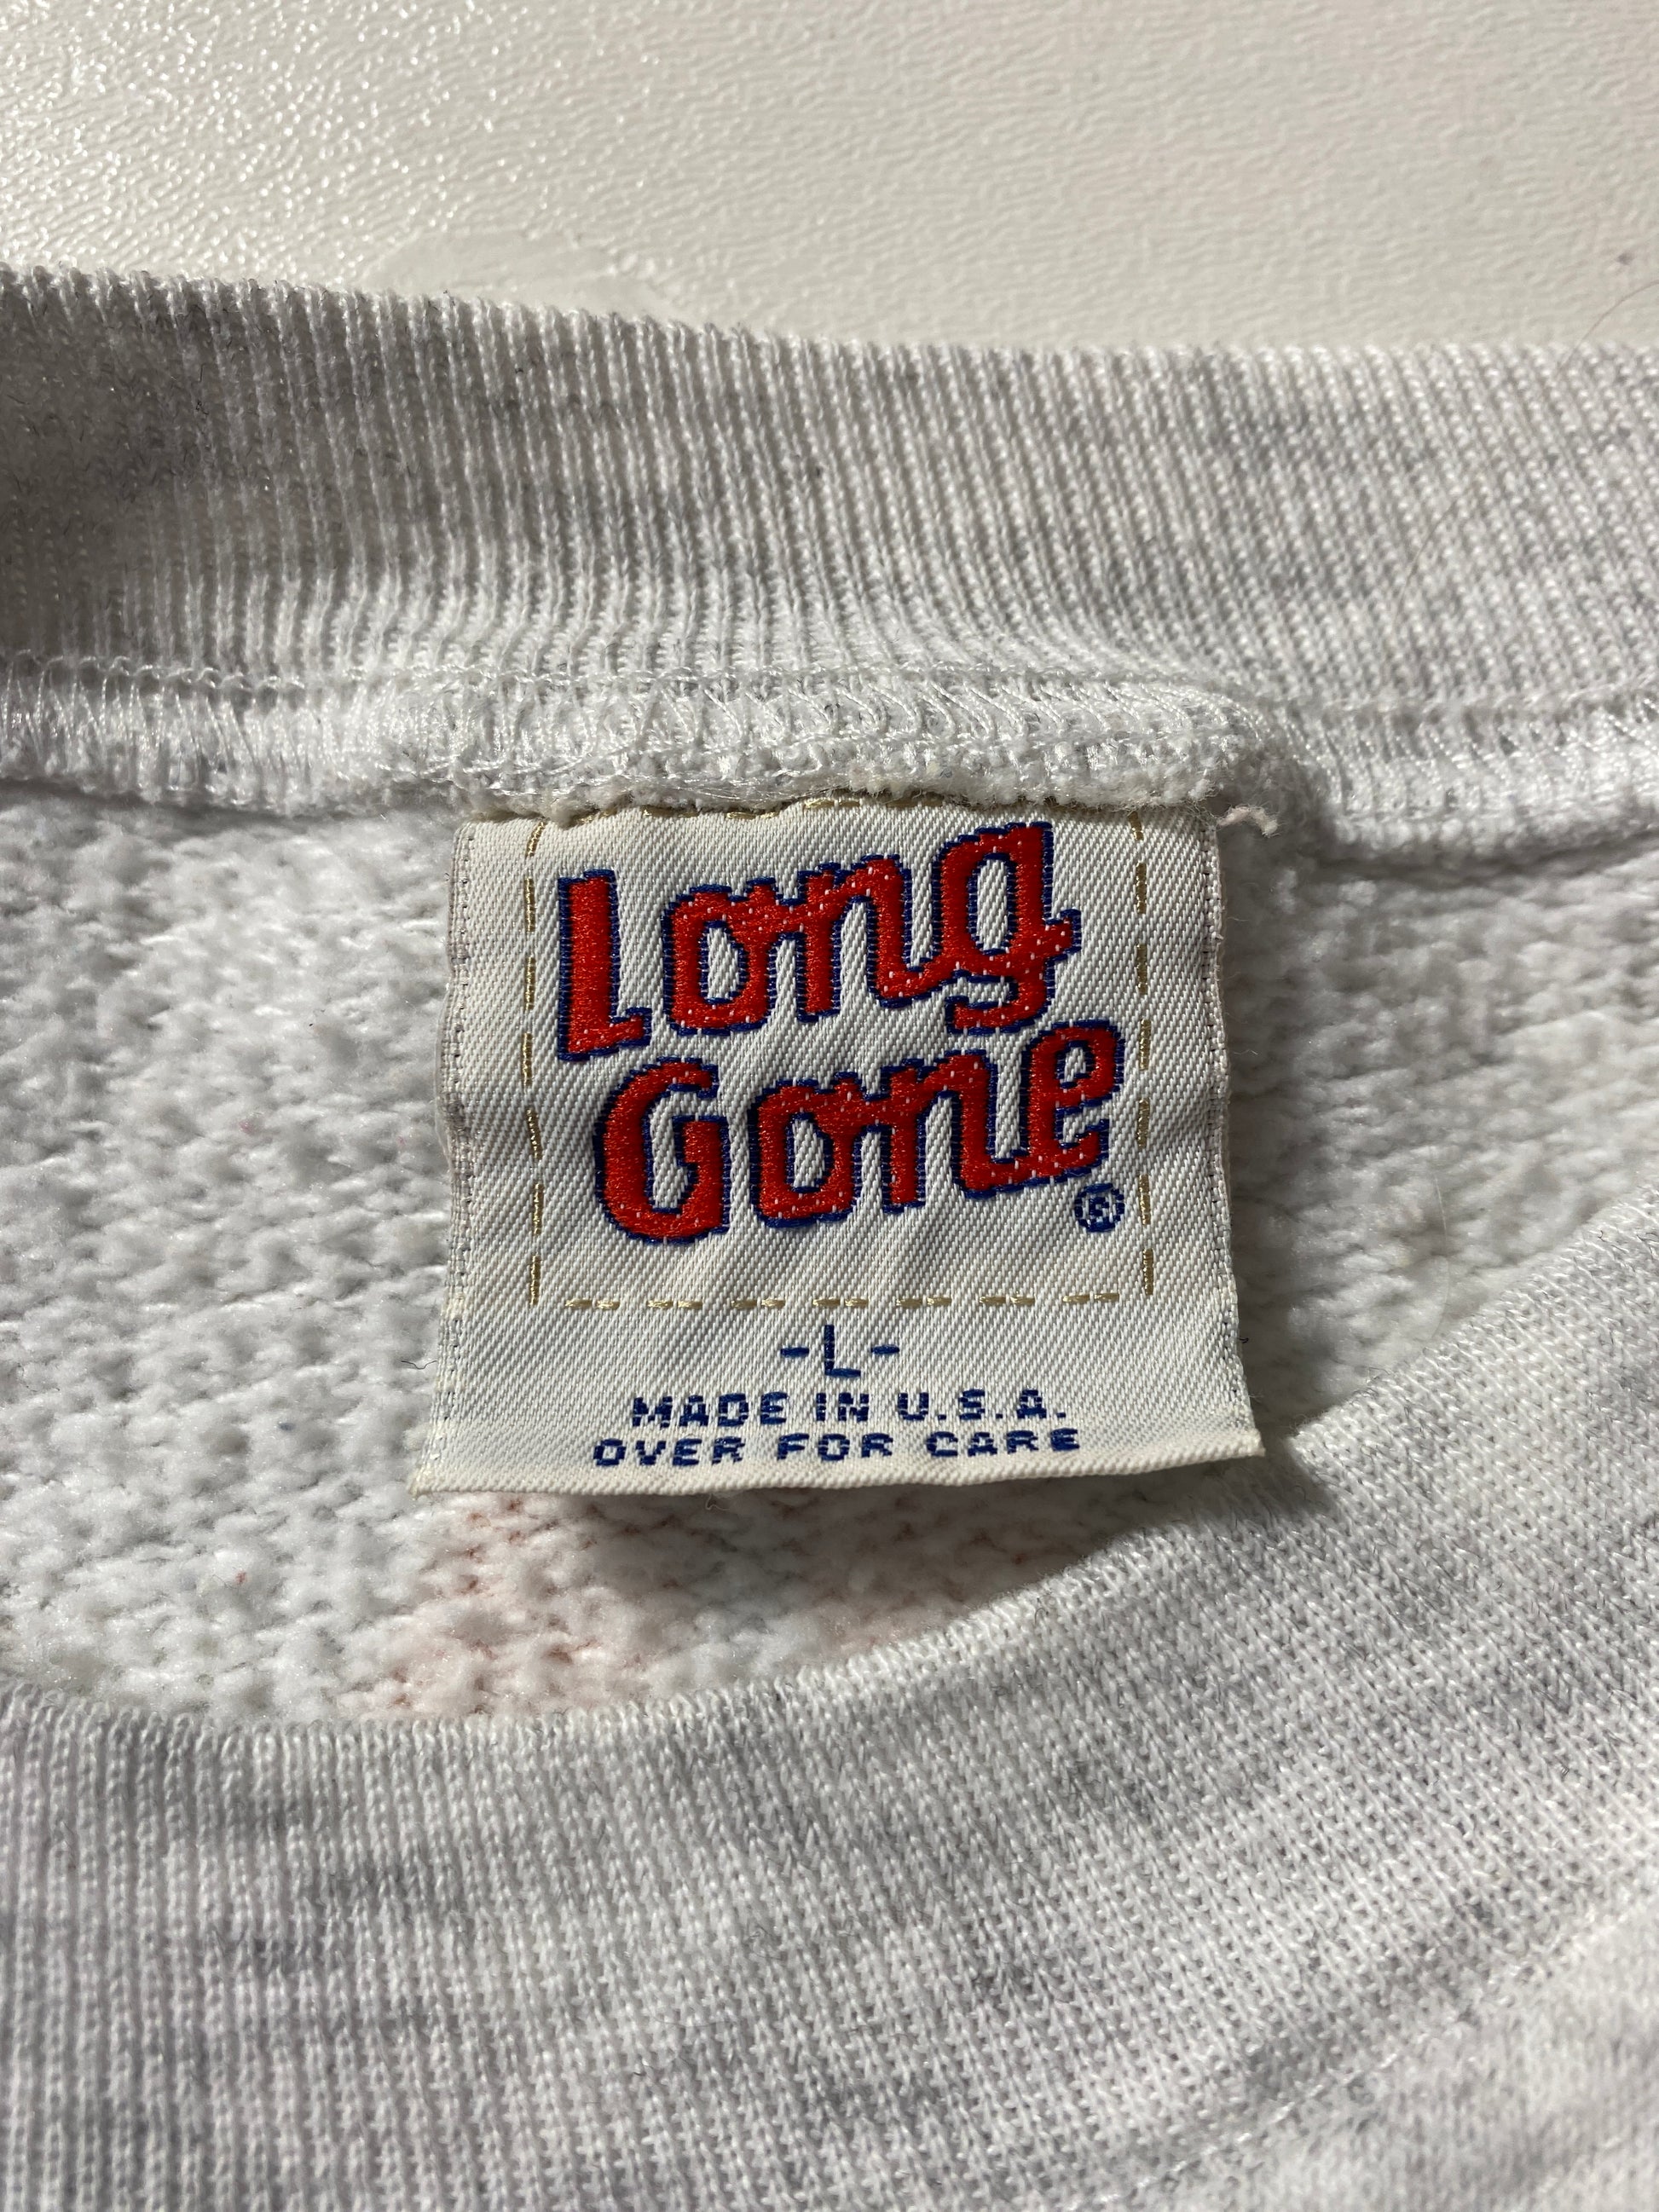 Long
Gone
®
-L-
MADE IN U.S.A.
OVER FOR CARE